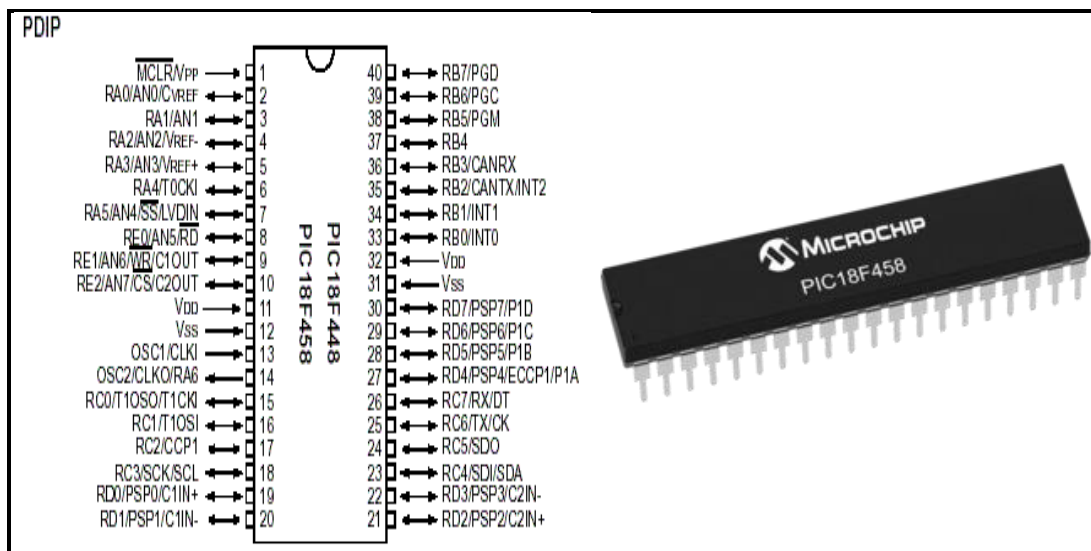 PDIP
MCLR/VPP 1
RA0/AN0/CVREF 2
RA1/AN1 3
RA2/AN2/VREF- 4
RA3/AN3/VREF+ 5
RA4/T0CKI 6
RA5/AN4/SS/LVDIN 7
RE0/AN5/RD 8
RE1/AN6/WR/C1OUT 9
RE2/AN7/CS/C2OUT 10
VDD 11
VSS 12
OSC1/CLKI 13
OSC2/CLKO/RA6 14
RC0/T1OSO/T1CKI 15
RC1/T1OSI 16
RC2/CCP1 17
RC3/SCK/SCL 18
RD0/PSP0/C1IN+ 19
RD1/PSP1/C1IN- 20
PIC18F448
PIC18F458
40 RB7/PGD
39 RB6/PGC
38 RB5/PGM
37 RB4
36 RB3/CANRX
35 RB2/CANTX/INT2
34 RB1/INT1
33 RB0/INT0
32 VDD
31 VSS
30 RD7/PSP7/P1D
29 RD6/PSP6/P1C
28 RD5/PSP5/P1B
27 RD4/PSP4/ECCP1/P1A
26 RC7/RX/DT
25 RC6/TX/CK
24 RC5/SDO
23 RC4/SDI/SDA
22 RD3/PSP3/C2IN-
21 RD2/PSP2/C2IN+
MICROCHIP
PIC18F458